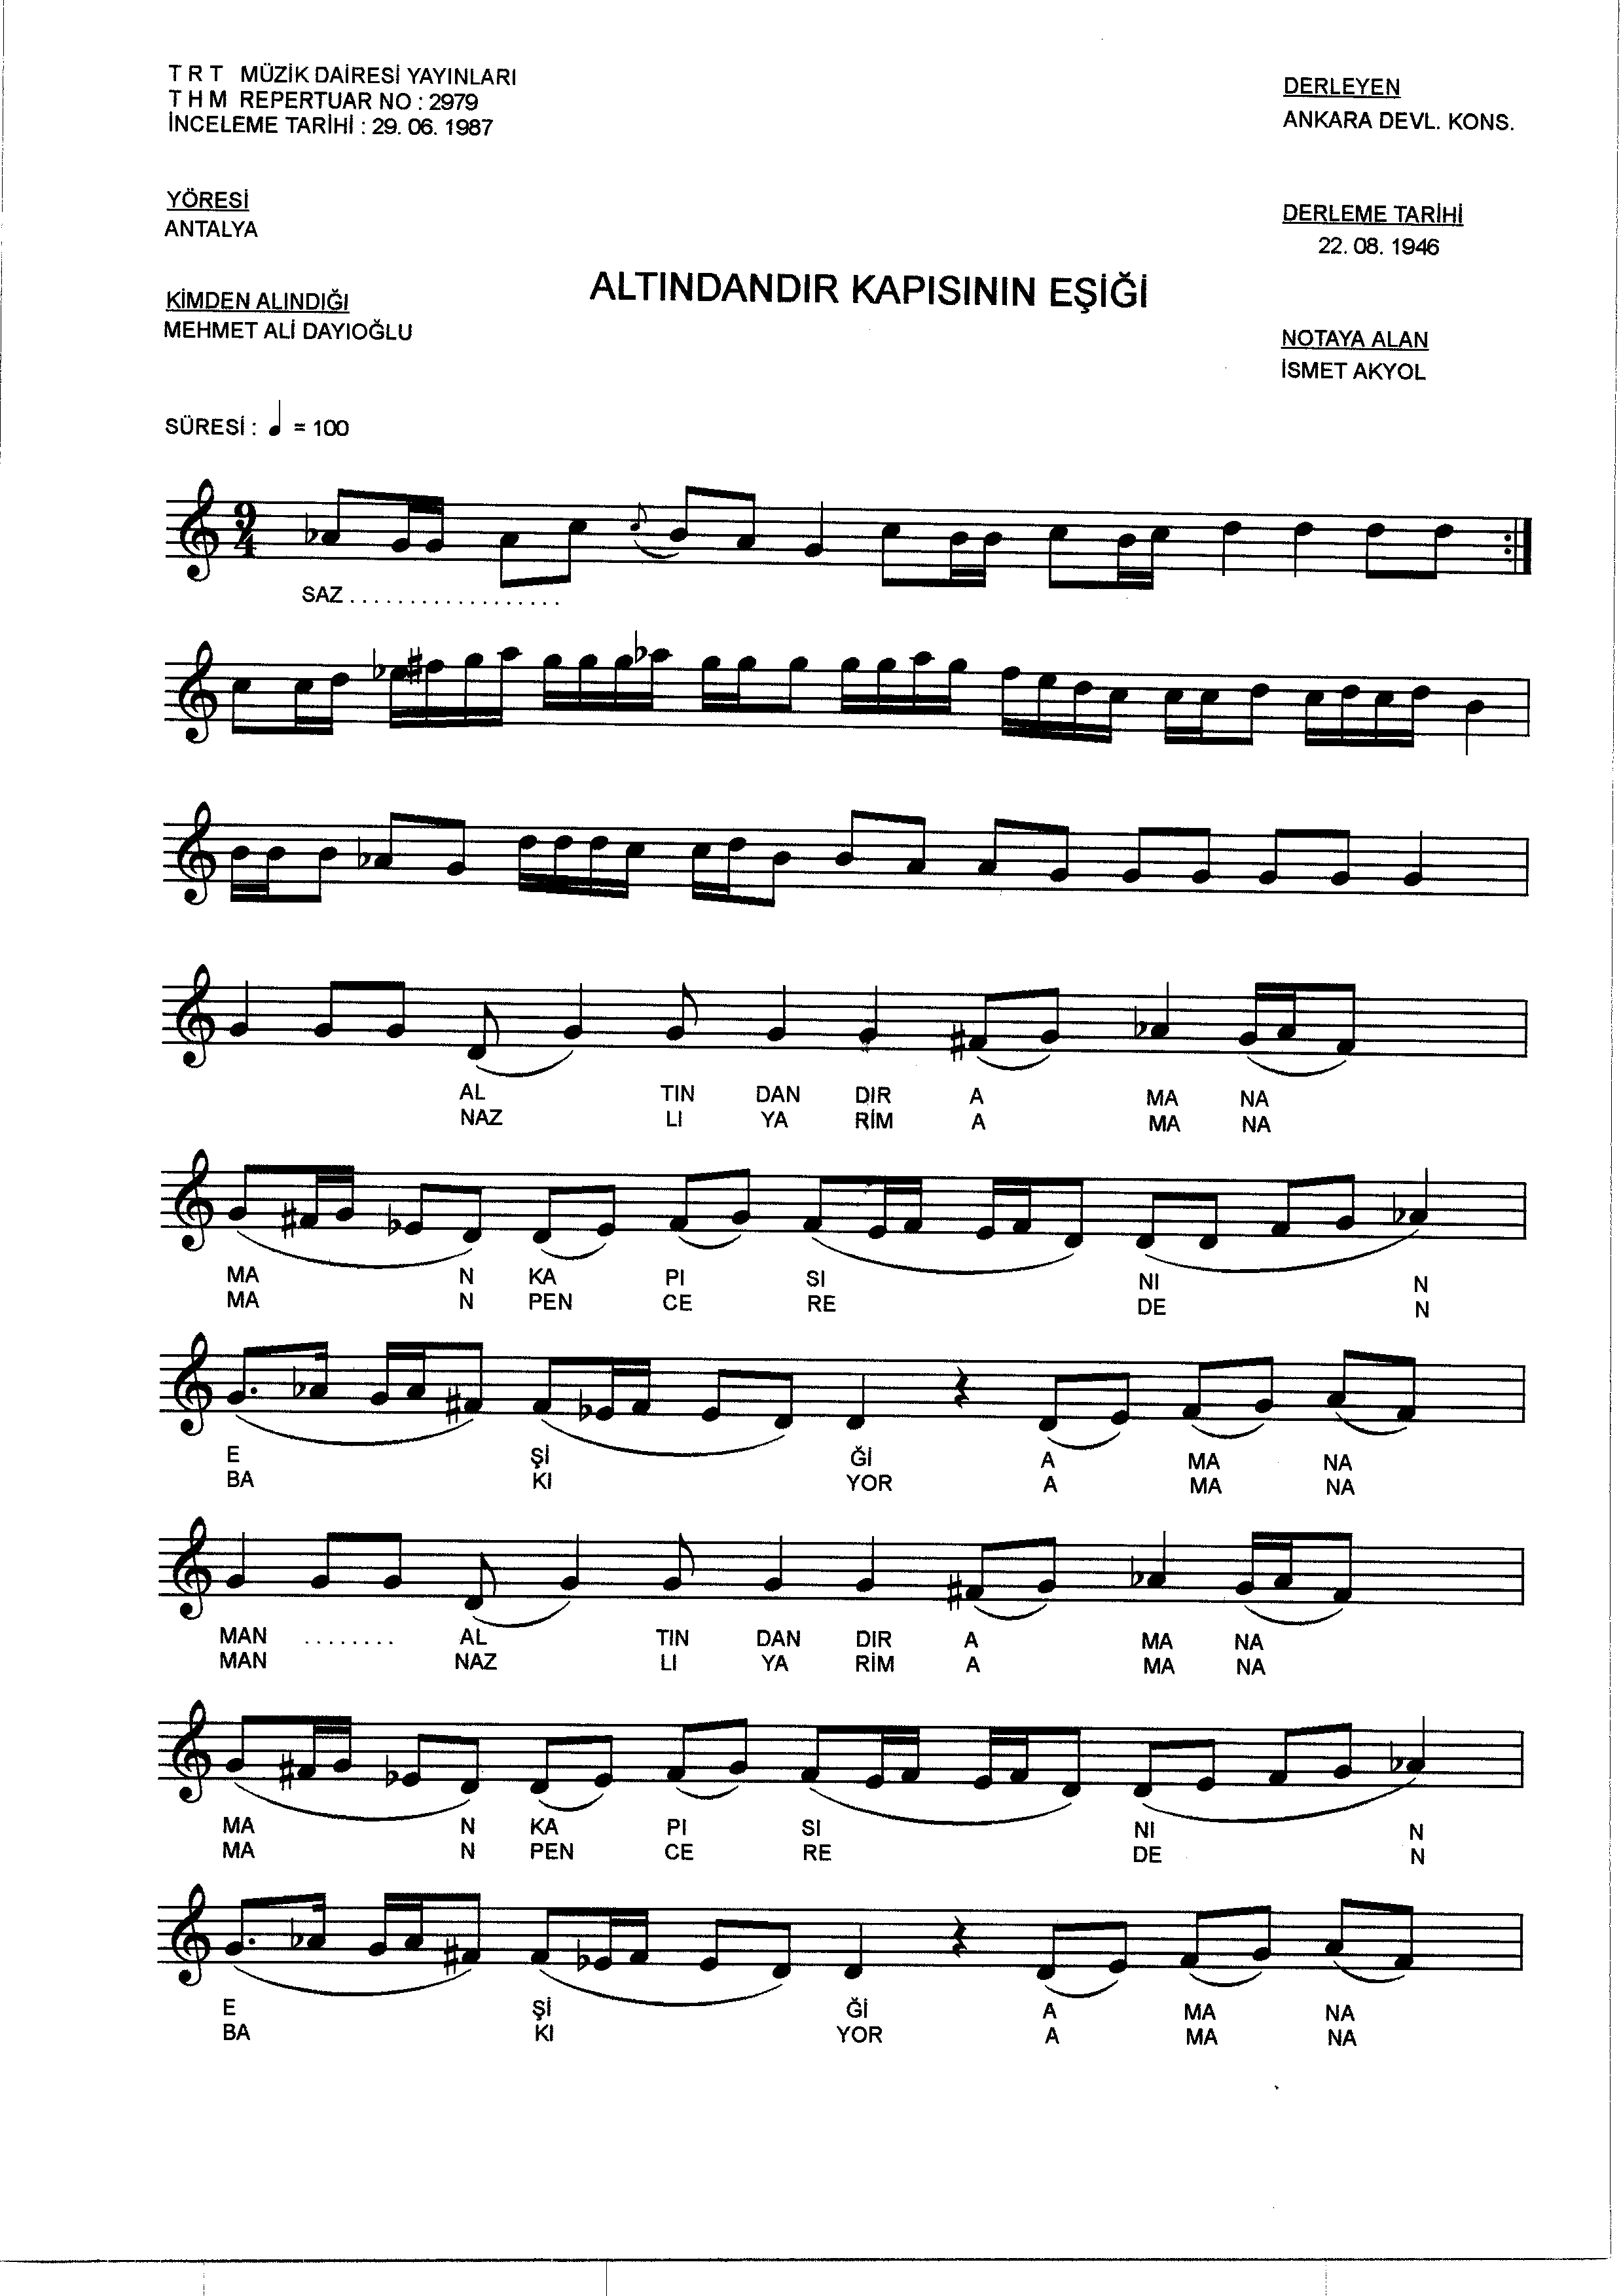 T R T MÜZİK DAİRESİ YAYINLARI
T H M REPERTUAR NO : 2979
İNCELEME TARİHİ : 29. 06. 1987
DERLEYEN
ANKARA DEVL. KONS.
YÖRESİ
ANTALYA
DERLEME TARİHİ
22. 08. 1946
ALTINDANDIR KAPISININ EŞİĞİ
KİMDEN ALINDIĞI
MEHMET ALİ DAYIOĞLU
NOTAYA ALAN
İSMET AKYOL
SÜRESİ : = 100
9
4
SAZ . . . . . . . . . . . . . . . . . .
AL TIN DAN DIR A MA NA
NAZ LI YA RİM A MA NA
MA N KA PI SI NI N
MA N PEN CE RE DE N
E Şİ Ğİ A MA NA
BA KI YOR A MA NA
MAN . . . . . . . . AL TIN DAN DIR A MA NA
MAN NAZ LI YA RİM A MA NA
MA N KA PI SI NI N
MA N PEN CE RE DE N
E Şİ Ğİ A MA NA
BA KI YOR A MA NA